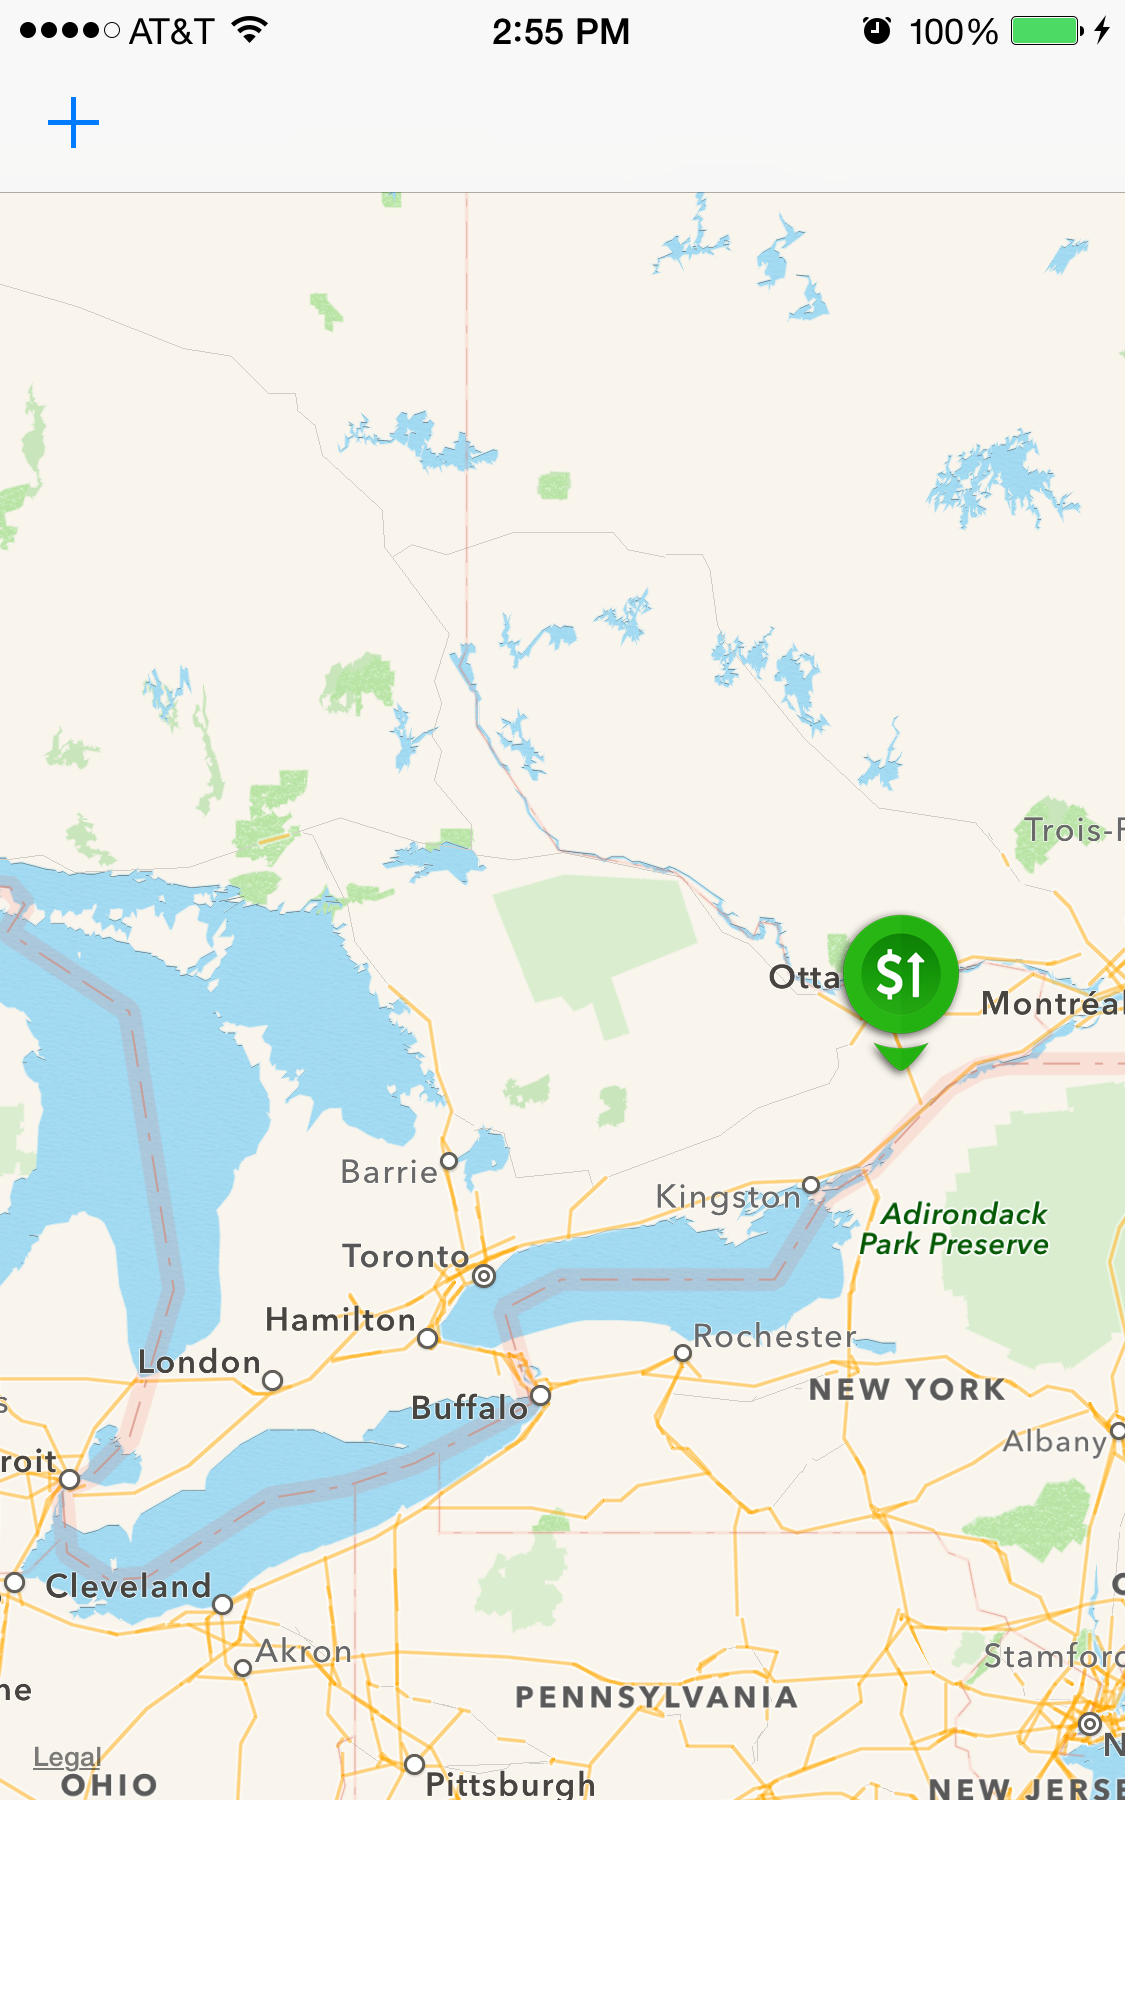 AT&T
2:55 PM
100%
Trois-F
Otta
$
Montréal
Barrie
Kingston
Adirondack
Park Preserve
Toronto
Hamilton
Rochester
London
NEW YORK
s
Buffalo
Albany
roit
Cleveland
C
Akron
Stamford
ne
PENNSYLVANIA
N
Legal
OHIO
Pittsburgh
NEW JERSE